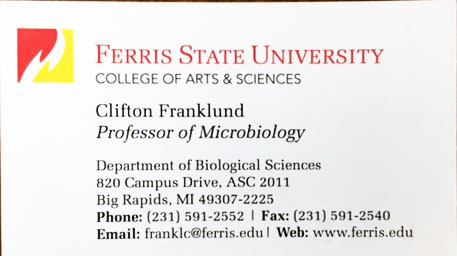 FERRIS STATE UNIVERSITY
COLLEGE OF ARTS & SCIENCES
Clifton Franklund
Professor of Microbiology
Department of Biological Sciences
820 Campus Drive, ASC 2011
Big Rapids, MI 49307-2225
Phone: (231) 591-2552 | Fax: (231) 591-2540
Email: franklc@ferris.edu | Web: www.ferris.edu